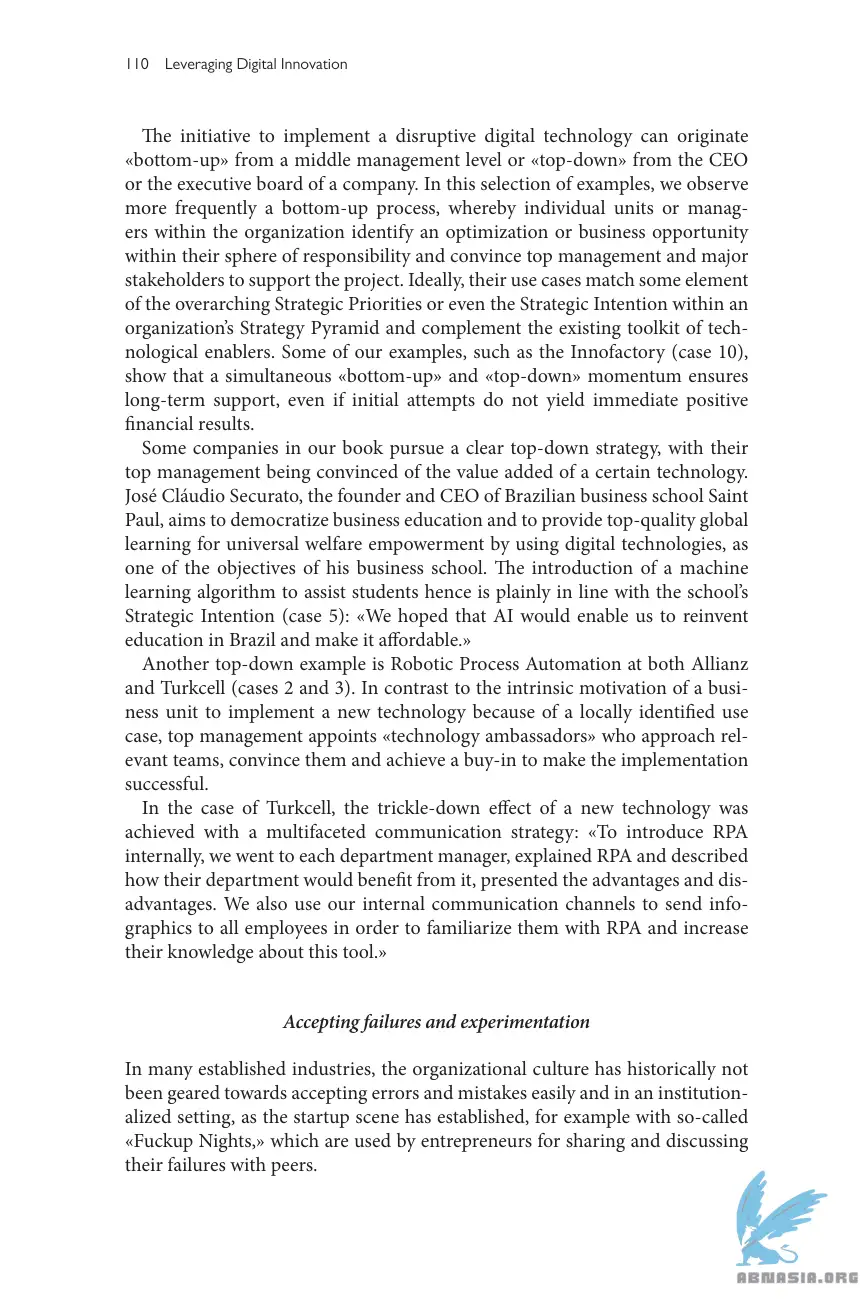 110 Leveraging Digital Innovation
The initiative to implement a disruptive digital technology can originate
«bottom-up» from a middle management level or «top-down» from the CEO
or the executive board of a company. In this selection of examples, we observe
more frequently a bottom-up process, whereby individual units or manag-
ers within the organization identify an optimization or business opportunity
within their sphere of responsibility and convince top management and major
stakeholders to support the project. Ideally, their use cases match some element
of the overarching Strategic Priorities or even the Strategic Intention within an
organization's Strategy Pyramid and complement the existing toolkit of tech-
nological enablers. Some of our examples, such as the Innofactory (case 10),
show that a simultaneous «bottom-up» and «top-down» momentum ensures
long-term support, even if initial attempts do not yield immediate positive
financial results.
Some companies in our book pursue a clear top-down strategy, with their
top management being convinced of the value added of a certain technology.
José Cláudio Securato, the founder and CEO of Brazilian business school Saint
Paul, aims to democratize business education and to provide top-quality global
learning for universal welfare empowerment by using digital technologies, as
one of the objectives of his business school. The introduction of a machine
learning algorithm to assist students hence is plainly in line with the school's
Strategic Intention (case 5): «We hoped that AI would enable us to reinvent
education in Brazil and make it affordable.»
Another top-down example is Robotic Process Automation at both Allianz
and Turkcell (cases 2 and 3). In contrast to the intrinsic motivation of a busi-
ness unit to implement a new technology because of a locally identified use
case, top management appoints «technology ambassadors» who approach rel-
evant teams, convince them and achieve a buy-in to make the implementation
successful.
In the case of Turkcell, the trickle-down effect of a new technology was
achieved with a multifaceted communication strategy: «To introduce RPA
internally, we went to each department manager, explained RPA and described
how their department would benefit from it, presented the advantages and dis-
advantages. We also use our internal communication channels to send info-
graphics to all employees in order to familiarize them with RPA and increase
their knowledge about this tool.»
Accepting failures and experimentation
In many established industries, the organizational culture has historically not
been geared towards accepting errors and mistakes easily and in an institution-
alized setting, as the startup scene has established, for example with so-called
«Fuckup Nights,» which are used by entrepreneurs for sharing and discussing
their failures with peers.
ABNASIA.ORG